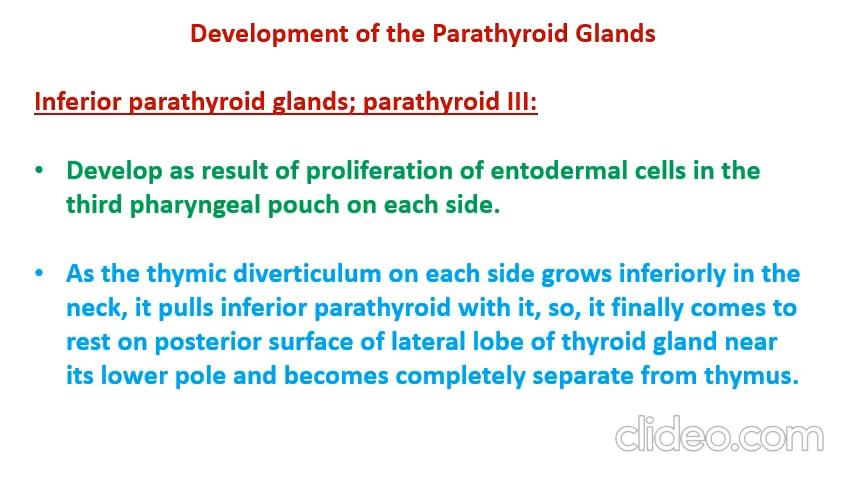 Development of the Parathyroid Glands
Inferior parathyroid glands; parathyroid III:
• Develop as result of proliferation of entodermal cells in the
third pharyngeal pouch on each side.
• As the thymic diverticulum on each side grows inferiorly in the
neck, it pulls inferior parathyroid with it, so, it finally comes to
rest on posterior surface of lateral lobe of thyroid gland near
its lower pole and becomes completely separate from thymus.
clideo.com